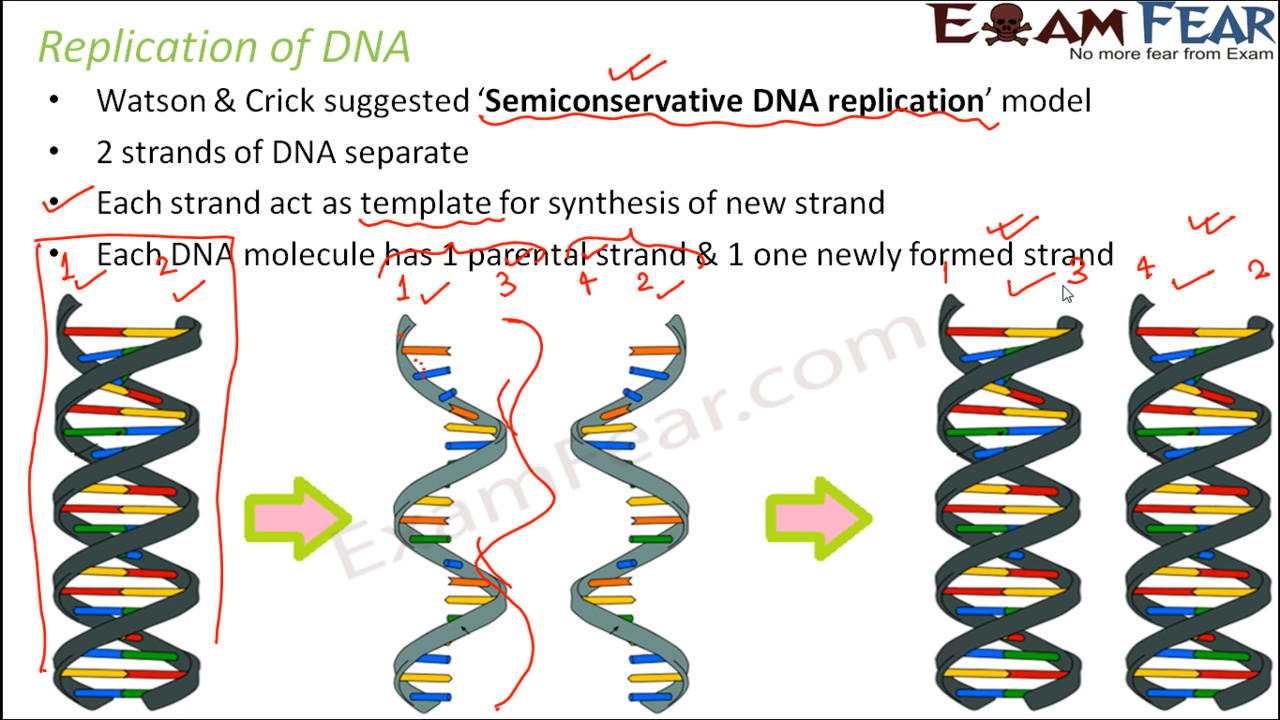 Replication of DNA
EXAM FEAR
No more fear from Exam
• Watson & Crick suggested ‘Semiconservative DNA replication’ model
• 2 strands of DNA separate
• Each strand act as template for synthesis of new strand
• Each DNA molecule has 1 parental strand & 1 one newly formed strand
1 2 1 3 4 2 1 3 4 2
ExamFear.com